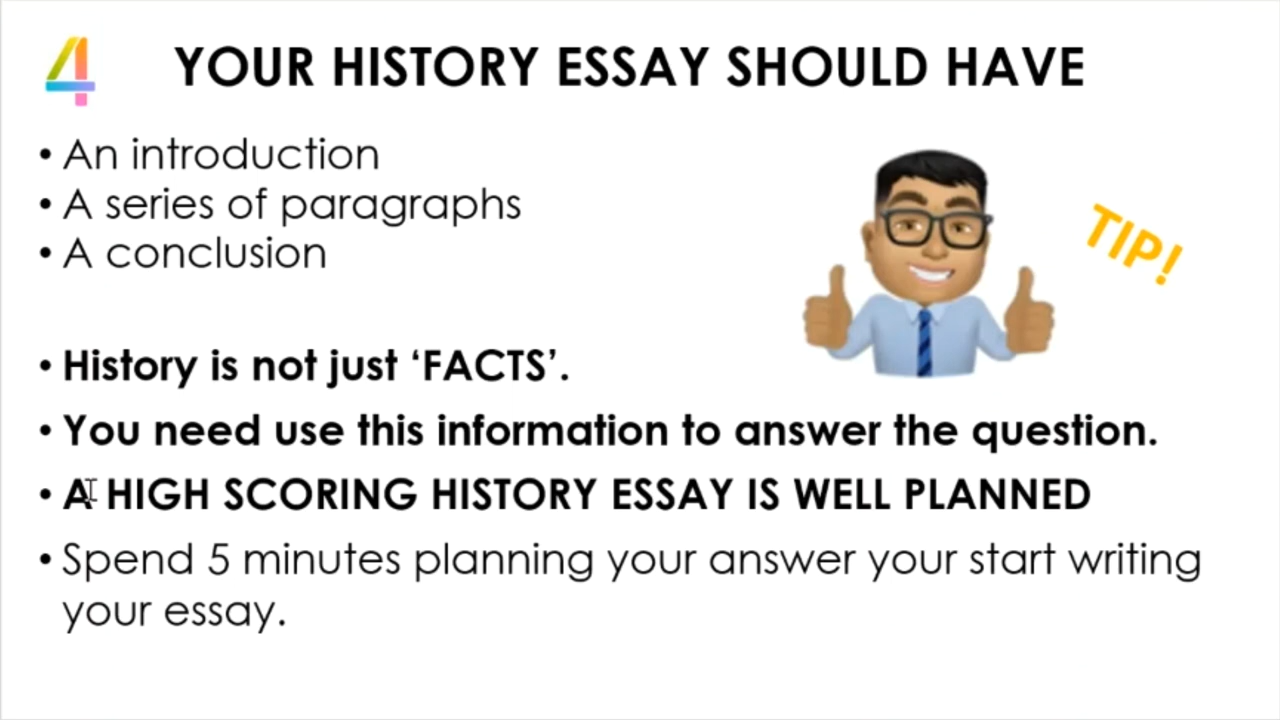 4 YOUR HISTORY ESSAY SHOULD HAVE
• An introduction
• A series of paragraphs
• A conclusion
TIP!
• History is not just ‘FACTS’.
• You need use this information to answer the question.
• A HIGH SCORING HISTORY ESSAY IS WELL PLANNED
• Spend 5 minutes planning your answer your start writing
your essay.